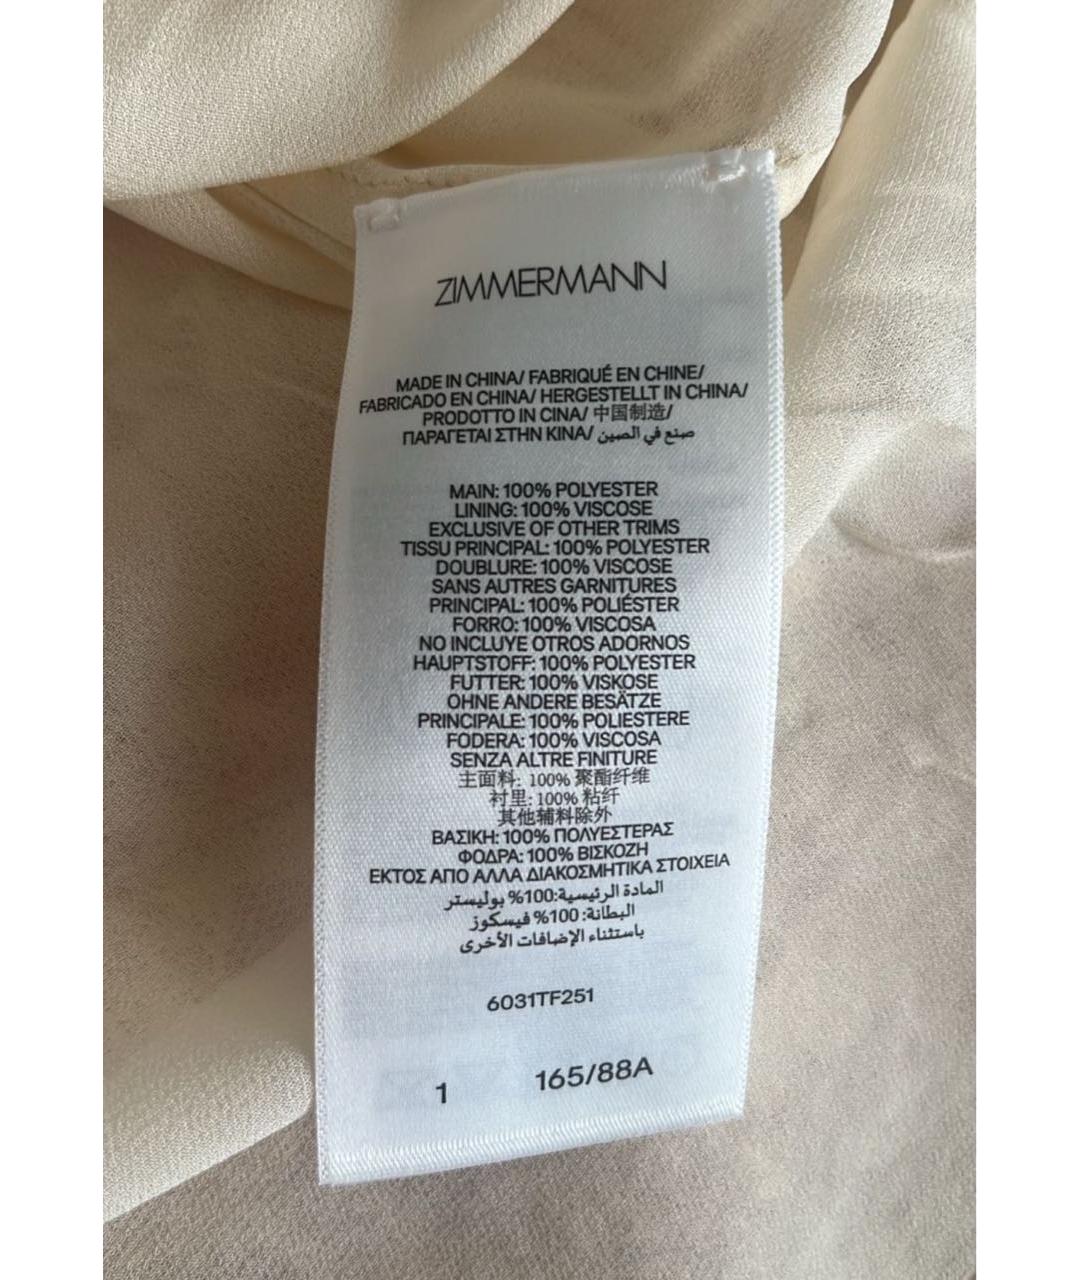 ZIMMERMANN
MADE IN CHINA/ FABRIQUÉ EN CHINE/
FABRICADO EN CHINA/ HERGESTELLT IN CHINA/
PRODOTTO IN CINA/ 中国制造/
ΠΑΡΑΓΕΤΑΙ ΣΤΗΝ ΚΙΝΑ/ صنع في الصين
MAIN: 100% POLYESTER
LINING: 100% VISCOSE
EXCLUSIVE OF OTHER TRIMS
TISSU PRINCIPAL: 100% POLYESTER
DOUBLURE: 100% VISCOSE
SANS AUTRES GARNITURES
PRINCIPAL: 100% POLIÉSTER
FORRO: 100% VISCOSA
NO INCLUYE OTROS ADORNOS
HAUPTSTOFF: 100% POLYESTER
FUTTER: 100% VISKOSE
OHNE ANDERE BESÄTZE
PRINCIPALE: 100% POLIESTERE
FODERA: 100% VISCOSA
SENZA ALTRE FINITURE
主面料: 100% 聚酯纤维
衬里: 100% 粘纤
其他辅料除外
ΒΑΣΙΚΗ: 100% ΠΟΛΥΕΣΤΕΡΑΣ
ΦΟΔΡΑ: 100% ΒΙΣΚΟΖΗ
ΕΚΤΟΣ ΑΠΟ ΑΛΛΑ ΔΙΑΚΟΣΜΗΤΙΚΑ ΣΤΟΙΧΕΙΑ
المادة الرئيسية:100% بوليستر
البطانة: 100% فيسكوز
باستثناء الإضافات الأخرى
6031TF251
1 165/88A